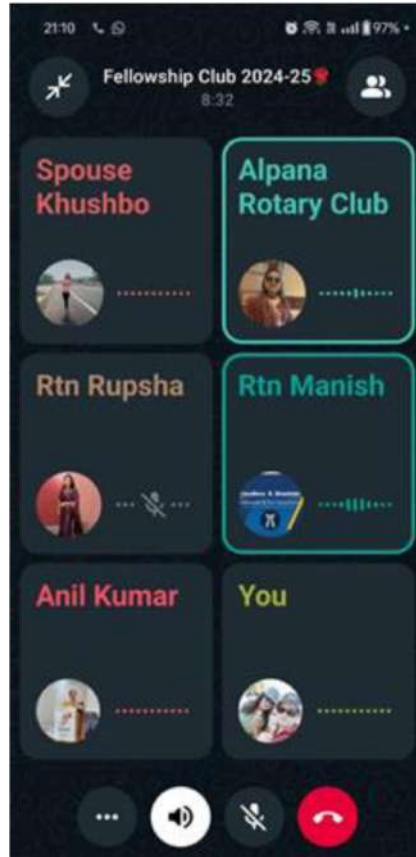 21:10
97%
Fellowship Club 2024-25
8:32
Spouse
Khushbo
Alpana
Rotary Club
Rtn Rupsha
Rtn Manish
Anil Kumar
You